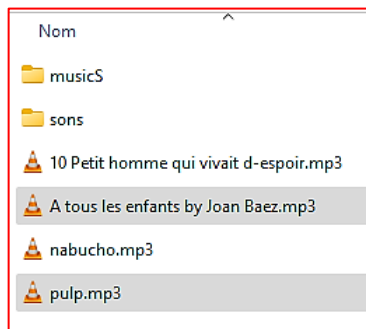 Nom
musicS
sons
10 Petit homme qui vivait d-espoir.mp3
A tous les enfants by Joan Baez.mp3
nabucho.mp3
pulp.mp3